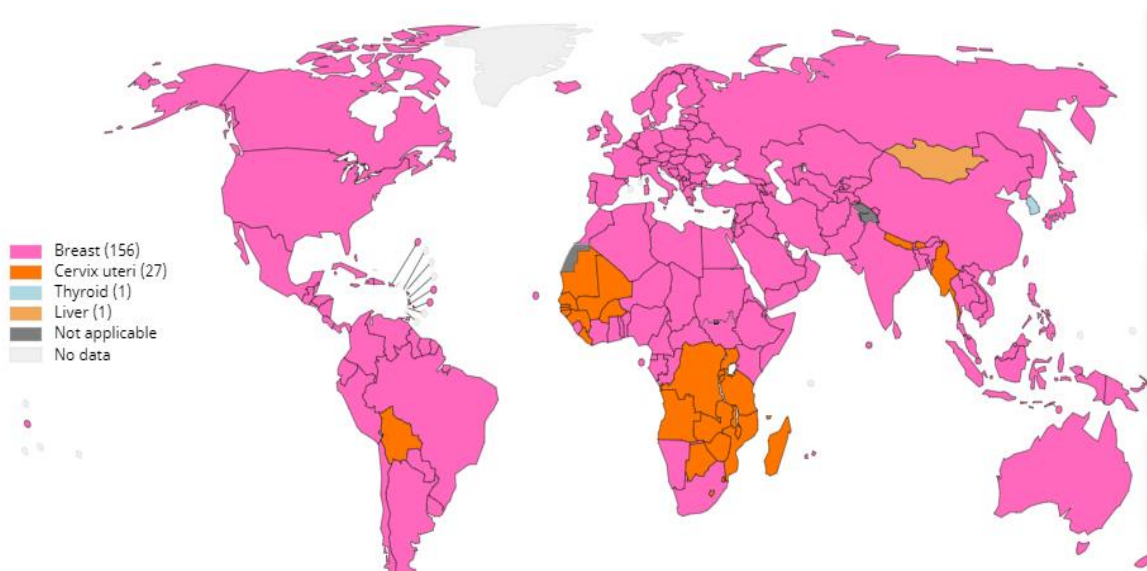 Breast (156)
Cervix uteri (27)
Thyroid (1)
Liver (1)
Not applicable
No data